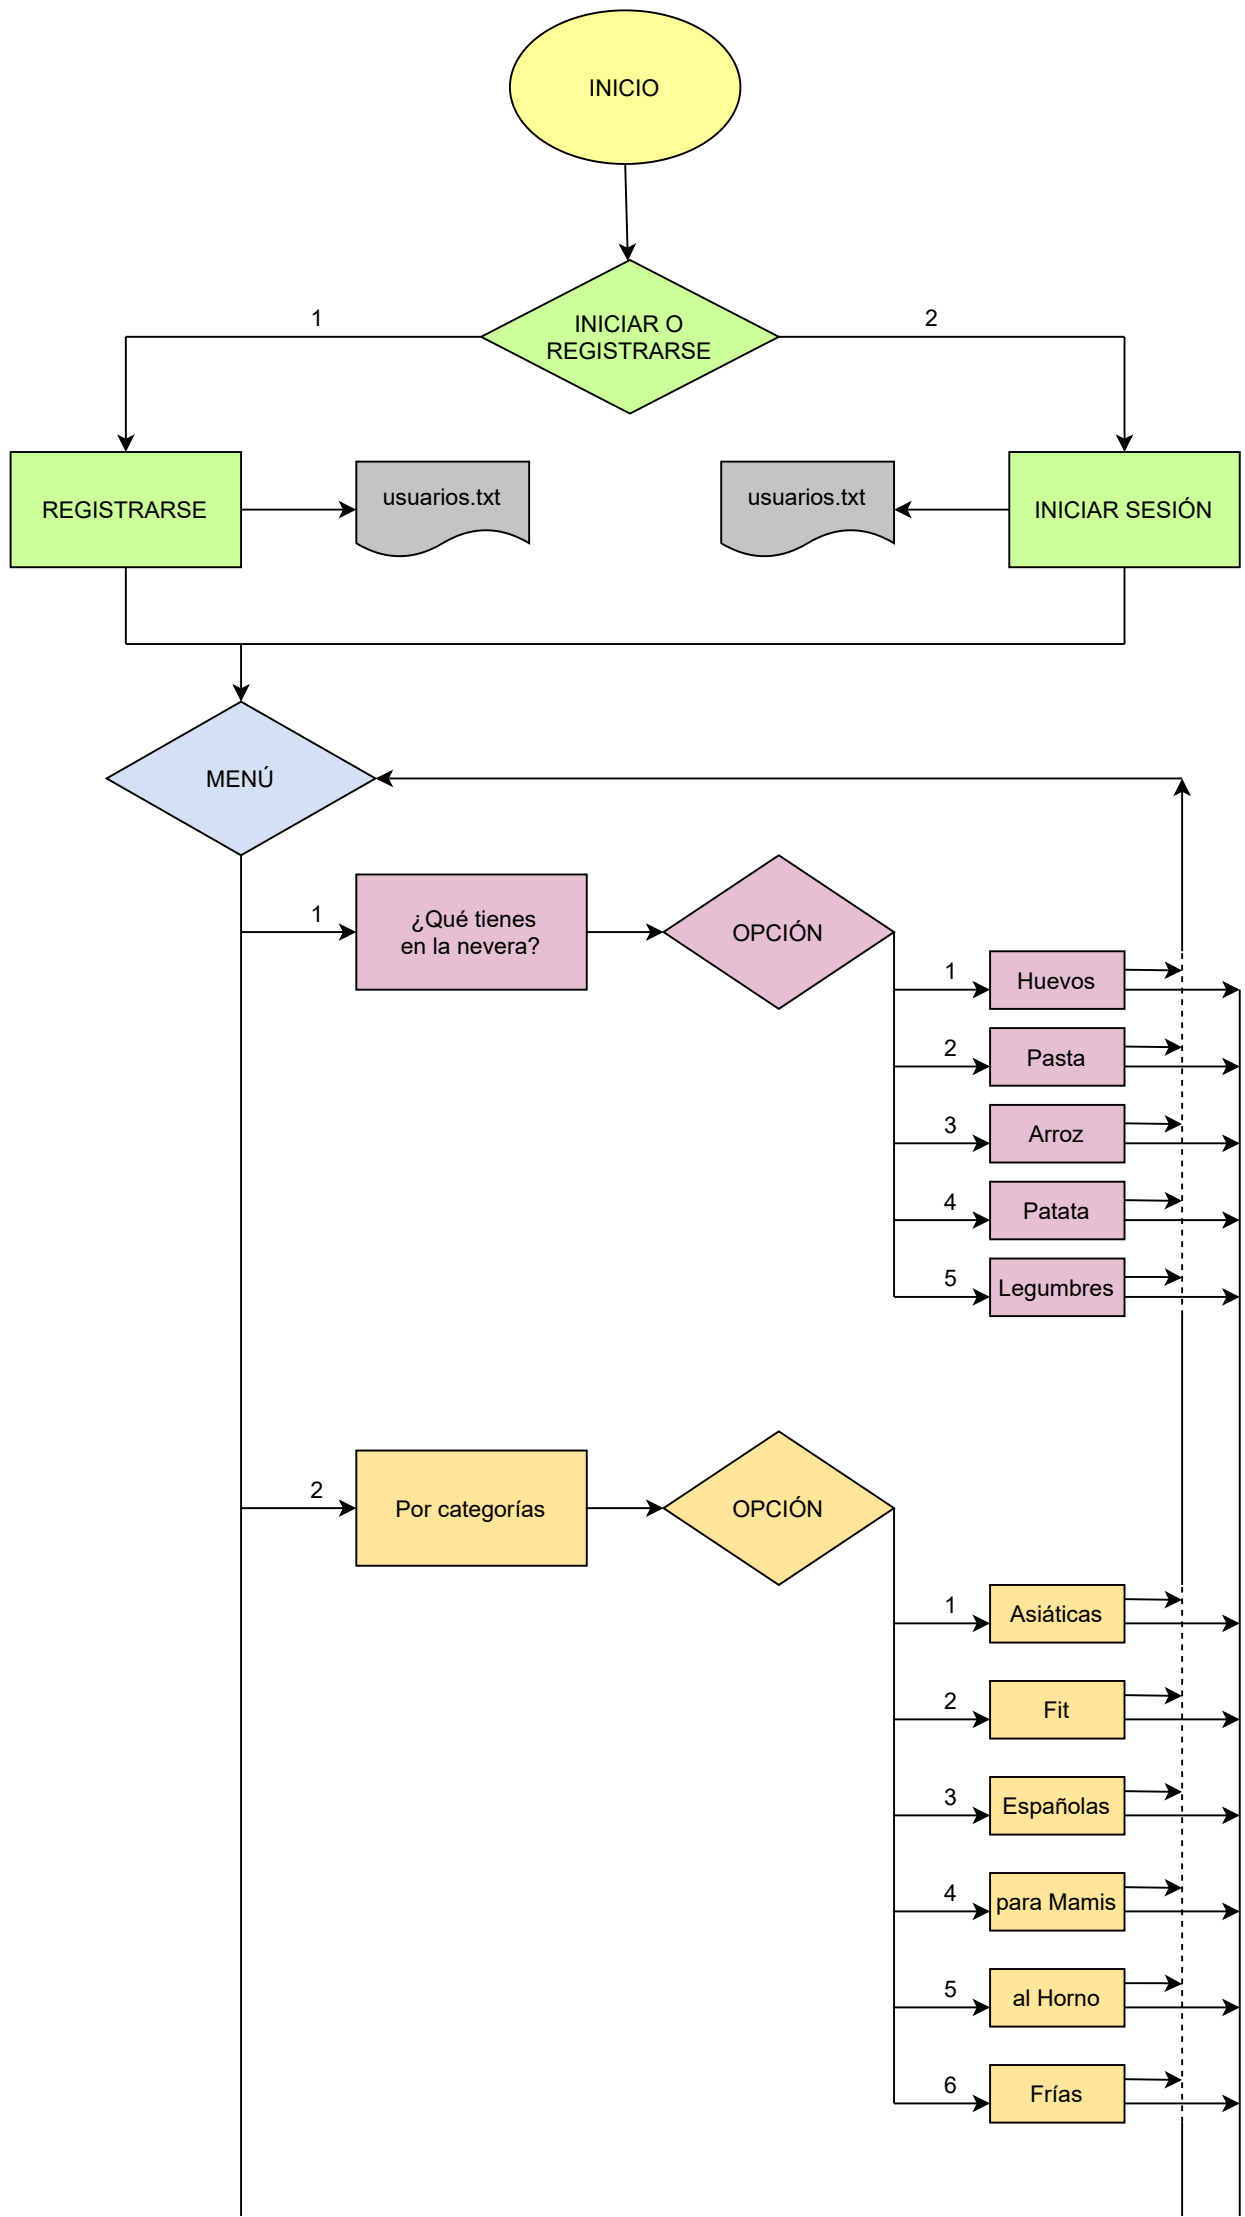 INICIO
1
INICIAR O
REGISTRARSE
2
REGISTRARSE
usuarios.txt
usuarios.txt
INICIAR SESIÓN
MENÚ
1
¿Qué tienes
en la nevera?
OPCIÓN
1
Huevos
2
Pasta
3
Arroz
4
Patata
5
Legumbres
2
Por categorías
OPCIÓN
1
Asiáticas
2
Fit
3
Españolas
4
para Mamis
5
al Horno
6
Frías